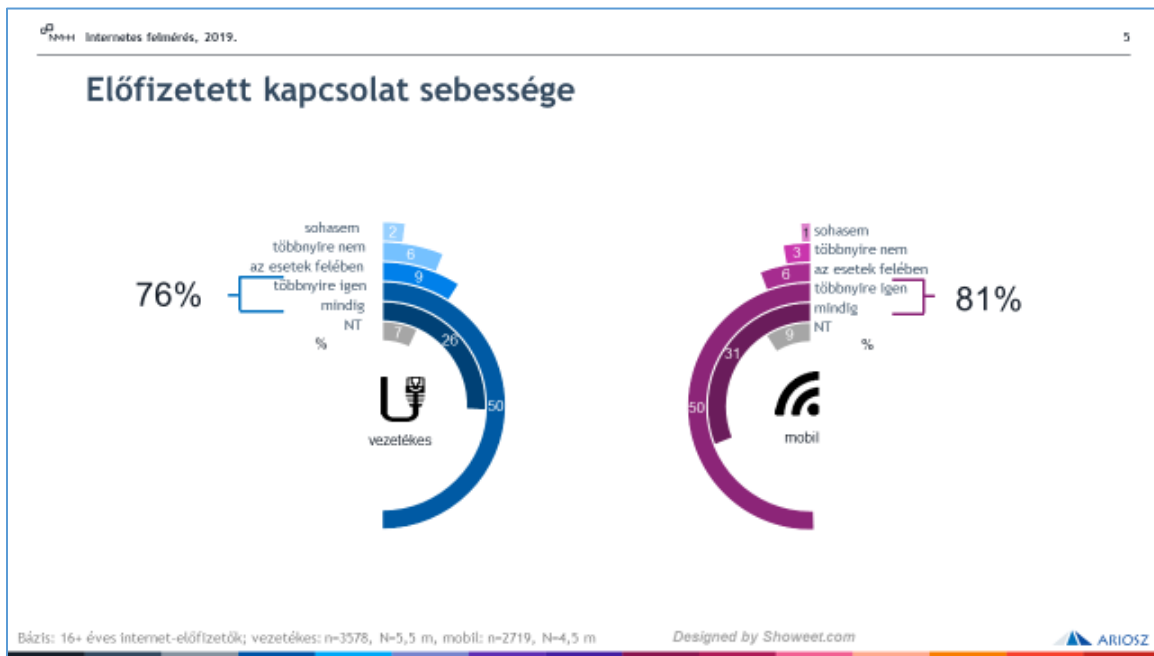 NMHH Internetes felmérés, 2019. 5
Előfizetett kapcsolat sebessége
sohasem 2
többnyire nem 6
az esetek felében 9
többnyire igen 50
mindig 26
NT 7
%
76%
vezetékes
1 sohasem
3 többnyire nem
6 az esetek felében
50 többnyire igen
31 mindig
9 NT
%
81%
mobil
Bázis: 16+ éves internet-előfizetők; vezetékes: n=3578, N=5,5 m, mobil: n=2719, N=4,5 m
Designed by Showeet.com
ARIOSZ